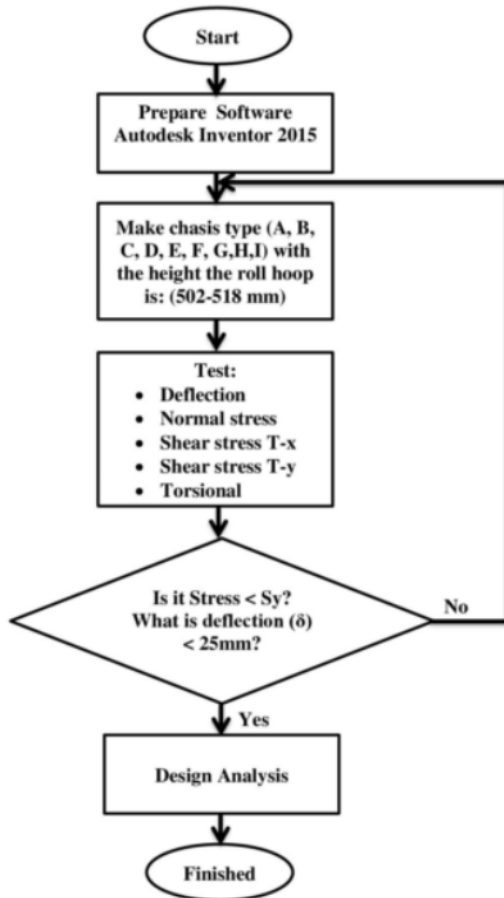 Start
Prepare Software
Autodesk Inventor 2015
Make chasis type (A, B,
C, D, E, F, G,H,I) with
the height the roll hoop
is: (502-518 mm)
Test:
• Deflection
• Normal stress
• Shear stress T-x
• Shear stress T-y
• Torsional
Is it Stress < Sy?
What is deflection (δ)
< 25mm?
No
Yes
Design Analysis
Finished